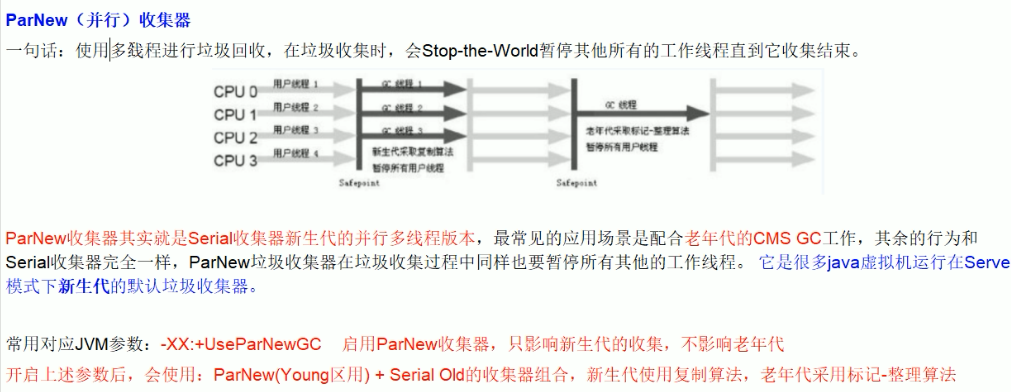 ParNew（并行）收集器
一句话：使用多线程进行垃圾回收，在垃圾收集时，会Stop-the-World暂停其他所有的工作线程直到它收集结束。
CPU 0 用户线程 1 GC 线程 1
CPU 1 用户线程 2 GC 线程 2 GC 线程
CPU 2 用户线程 3 GC 线程 3 老年代采取标记-整理算法
CPU 3 用户线程 4 新生代采取复制算法 暂停所有用户线程
暂停所有用户线程
Safepoint Safepoint
ParNew收集器其实就是Serial收集器新生代的并行多线程版本，最常见的应用场景是配合老年代的CMS GC工作，其余的行为和
Serial收集器完全一样，ParNew垃圾收集器在垃圾收集过程中同样也要暂停所有其他的工作线程。 它是很多java虚拟机运行在Serve
模式下新生代的默认垃圾收集器。
常用对应JVM参数：-XX:+UseParNewGC 启用ParNew收集器，只影响新生代的收集，不影响老年代
开启上述参数后，会使用：ParNew(Young区用) + Serial Old的收集器组合，新生代使用复制算法，老年代采用标记-整理算法